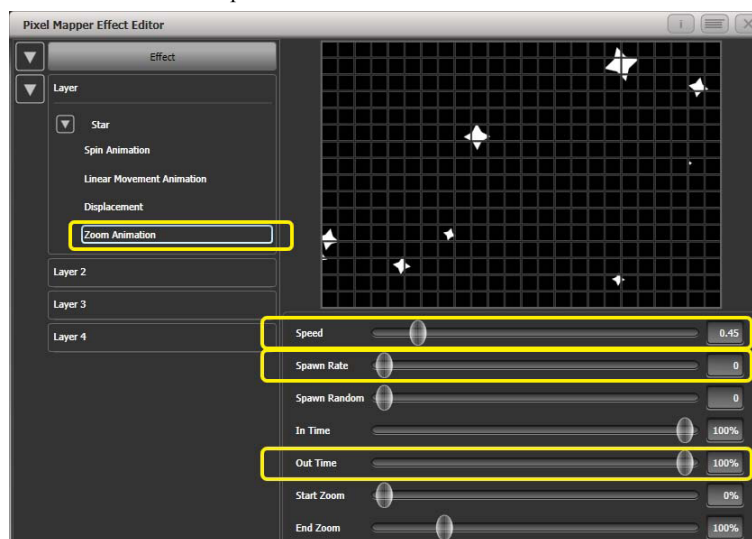 Pixel Mapper Effect Editor
Effect
Layer
Star
Spin Animation
Linear Movement Animation
Displacement
Zoom Animation
Layer 2
Layer 3
Layer 4
Speed 0.45
Spawn Rate 0
Spawn Random 0
In Time 100%
Out Time 100%
Start Zoom 0%
End Zoom 100%